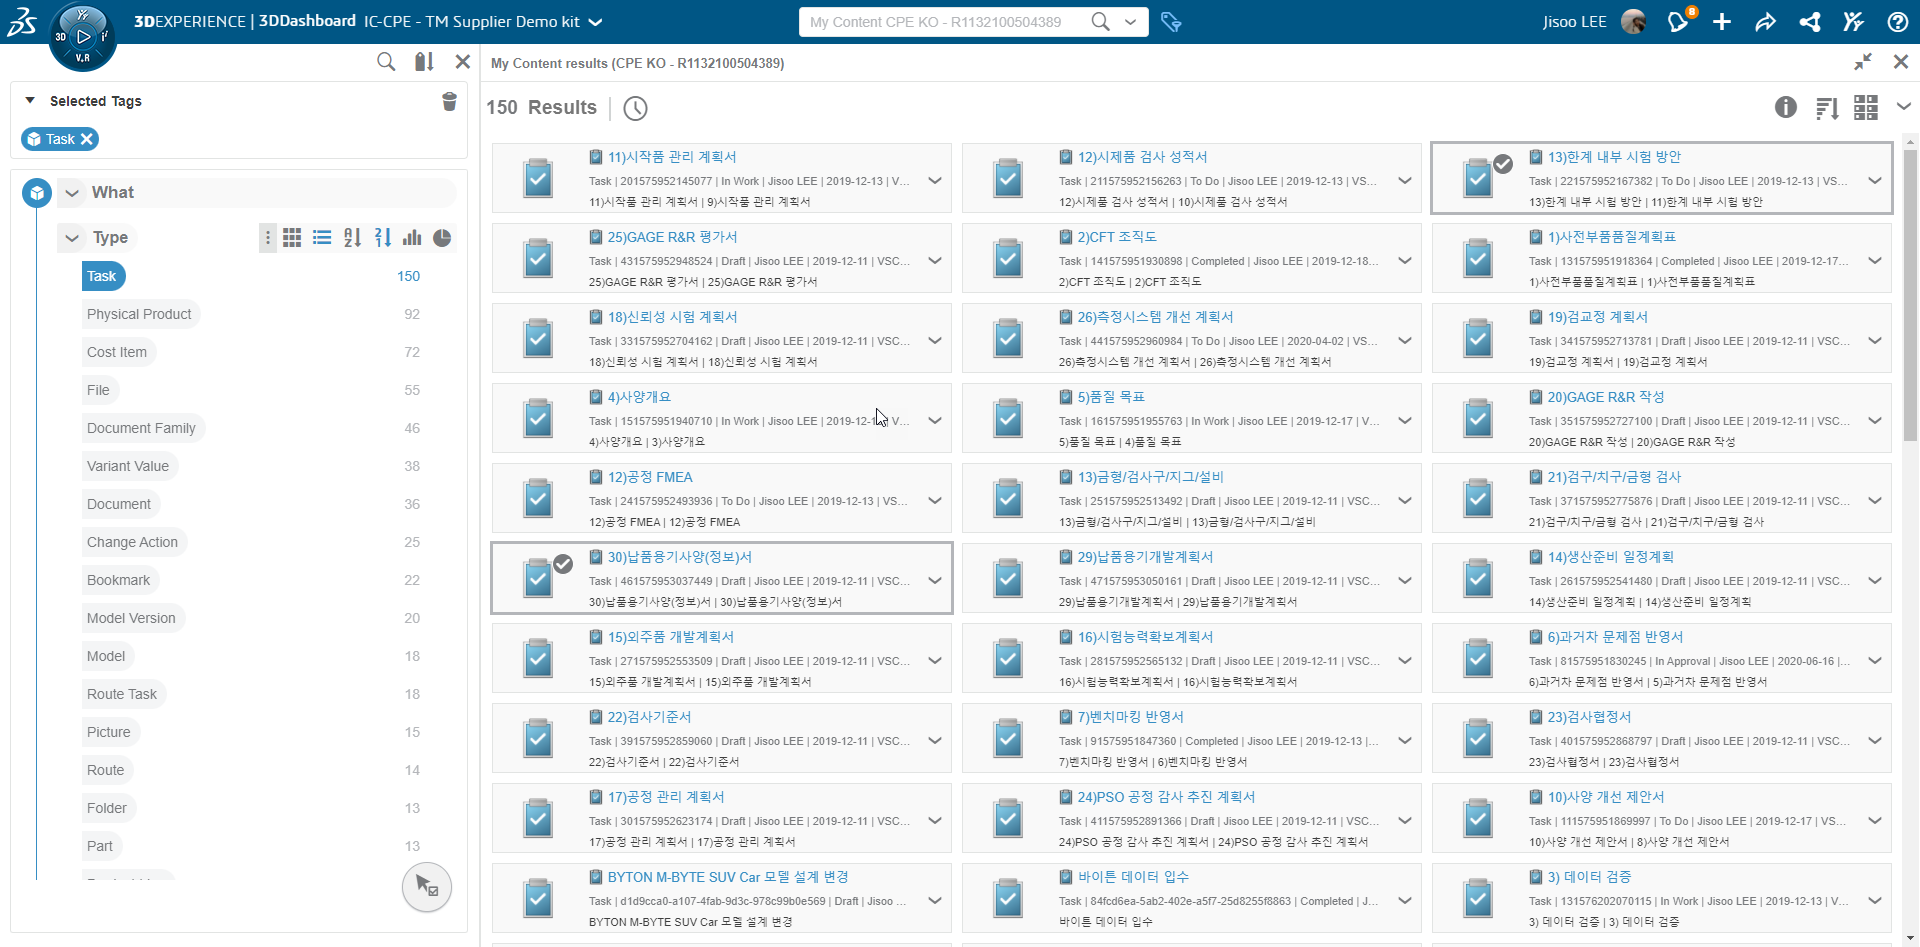 3DEXPERIENCE | 3DDashboard IC-CPE - TM Supplier Demo kit
3D
V.R
My Content CPE KO - R1132100504389
Jisoo LEE
8
Selected Tags
Task
What
Type
Task 150
Physical Product 92
Cost Item 72
File 55
Document Family 46
Variant Value 38
Document 36
Change Action 25
Bookmark 22
Model Version 20
Model 18
Route Task 18
Picture 15
Route 14
Folder 13
Part 13
My Content results (CPE KO - R1132100504389)
150 Results
11)시작품 관리 계획서
Task | 201575952145077 | In Work | Jisoo LEE | 2019-12-13 | V...
11)시작품 관리 계획서 | 9)시작품 관리 계획서
12)시제품 검사 성적서
Task | 211575952156263 | To Do | Jisoo LEE | 2019-12-13 | VS...
12)시제품 검사 성적서 | 10)시제품 검사 성적서
13)한계 내부 시험 방안
Task | 221575952167382 | To Do | Jisoo LEE | 2019-12-13 | VS...
13)한계 내부 시험 방안 | 11)한계 내부 시험 방안
25)GAGE R&R 평가서
Task | 431575952948524 | Draft | Jisoo LEE | 2019-12-11 | VSC...
25)GAGE R&R 평가서 | 25)GAGE R&R 평가서
2)CFT 조직도
Task | 141575951930898 | Completed | Jisoo LEE | 2019-12-18...
2)CFT 조직도 | 2)CFT 조직도
1)사전부품품질계획표
Task | 131575951918364 | Completed | Jisoo LEE | 2019-12-17...
1)사전부품품질계획표 | 1)사전부품품질계획표
18)신뢰성 시험 계획서
Task | 331575952704162 | Draft | Jisoo LEE | 2019-12-11 | VSC...
18)신뢰성 시험 계획서 | 18)신뢰성 시험 계획서
26)측정시스템 개선 계획서
Task | 441575952960984 | To Do | Jisoo LEE | 2020-04-02 | VS...
26)측정시스템 개선 계획서 | 26)측정시스템 개선 계획서
19)검교정 계획서
Task | 341575952713781 | Draft | Jisoo LEE | 2019-12-11 | VSC...
19)검교정 계획서 | 19)검교정 계획서
4)사양개요
Task | 151575951940710 | In Work | Jisoo LEE | V...
4)사양개요 | 3)사양개요
5)품질 목표
Task | 161575951955763 | In Work | Jisoo LEE | 2019-12-17 | V...
5)품질 목표 | 4)품질 목표
20)GAGE R&R 작성
Task | 351575952727100 | Draft | Jisoo LEE | 2019-12-11 | VSC...
20)GAGE R&R 작성 | 20)GAGE R&R 작성
12)공정 FMEA
Task | 241575952493936 | To Do | Jisoo LEE | 2019-12-13 | VS...
12)공정 FMEA | 12)공정 FMEA
13)금형/검사구/지그/설비
Task | 251575952513492 | Draft | Jisoo LEE | 2019-12-11 | VSC...
13)금형/검사구/지그/설비 | 13)금형/검사구/지그/설비
21)검구/치구/금형 검사
Task | 371575952775876 | Draft | Jisoo LEE | 2019-12-11 | VSC...
21)검구/치구/금형 검사 | 21)검구/치구/금형 검사
30)납품용기사양(정보)서
Task | 461575953037449 | Draft | Jisoo LEE | 2019-12-11 | VSC...
30)납품용기사양(정보)서 | 30)납품용기사양(정보)서
29)납품용기개발계획서
Task | 471575953050161 | Draft | Jisoo LEE | 2019-12-11 | VSC...
29)납품용기개발계획서 | 29)납품용기개발계획서
14)생산준비 일정계획
Task | 261575952541480 | Draft | Jisoo LEE | 2019-12-11 | VSC...
14)생산준비 일정계획 | 14)생산준비 일정계획
15)외주품 개발계획서
Task | 271575952553509 | Draft | Jisoo LEE | 2019-12-11 | VSC...
15)외주품 개발계획서 | 15)외주품 개발계획서
16)시험능력확보계획서
Task | 281575952565132 | Draft | Jisoo LEE | 2019-12-11 | VSC...
16)시험능력확보계획서 | 16)시험능력확보계획서
6)과거차 문제점 반영서
Task | 81575951830245 | In Approval | Jisoo LEE | 2020-06-16 |...
6)과거차 문제점 반영서 | 5)과거차 문제점 반영서
22)검사기준서
Task | 391575952859060 | Draft | Jisoo LEE | 2019-12-11 | VSC...
22)검사기준서 | 22)검사기준서
7)벤치마킹 반영서
Task | 91575951847360 | Completed | Jisoo LEE | 2019-12-13 |...
7)벤치마킹 반영서 | 6)벤치마킹 반영서
23)검사협정서
Task | 401575952868797 | Draft | Jisoo LEE | 2019-12-11 | VSC...
23)검사협정서 | 23)검사협정서
17)공정 관리 계획서
Task | 301575952623174 | Draft | Jisoo LEE | 2019-12-11 | VSC...
17)공정 관리 계획서 | 17)공정 관리 계획서
24)PSO 공정 감사 추진 계획서
Task | 411575952891366 | Draft | Jisoo LEE | 2019-12-11 | VSC...
24)PSO 공정 감사 추진 계획서 | 24)PSO 공정 감사 추진 계획서
10)사양 개선 제안서
Task | 111575951869997 | To Do | Jisoo LEE | 2019-12-17 | VS...
10)사양 개선 제안서 | 8)사양 개선 제안서
BYTON M-BYTE SUV Car 모델 설계 변경
Task | d1d9cca0-a107-4fab-9d3c-978c99b0e569 | Draft | Jisoo ...
BYTON M-BYTE SUV Car 모델 설계 변경
바이튼 데이터 입수
Task | 84fcd6ea-5ab2-402e-a5f7-25d8255f8863 | Completed | J...
바이튼 데이터 입수
3) 데이터 검증
Task | 131576202070115 | In Work | Jisoo LEE | 2019-12-13 | V...
3) 데이터 검증 | 3) 데이터 검증